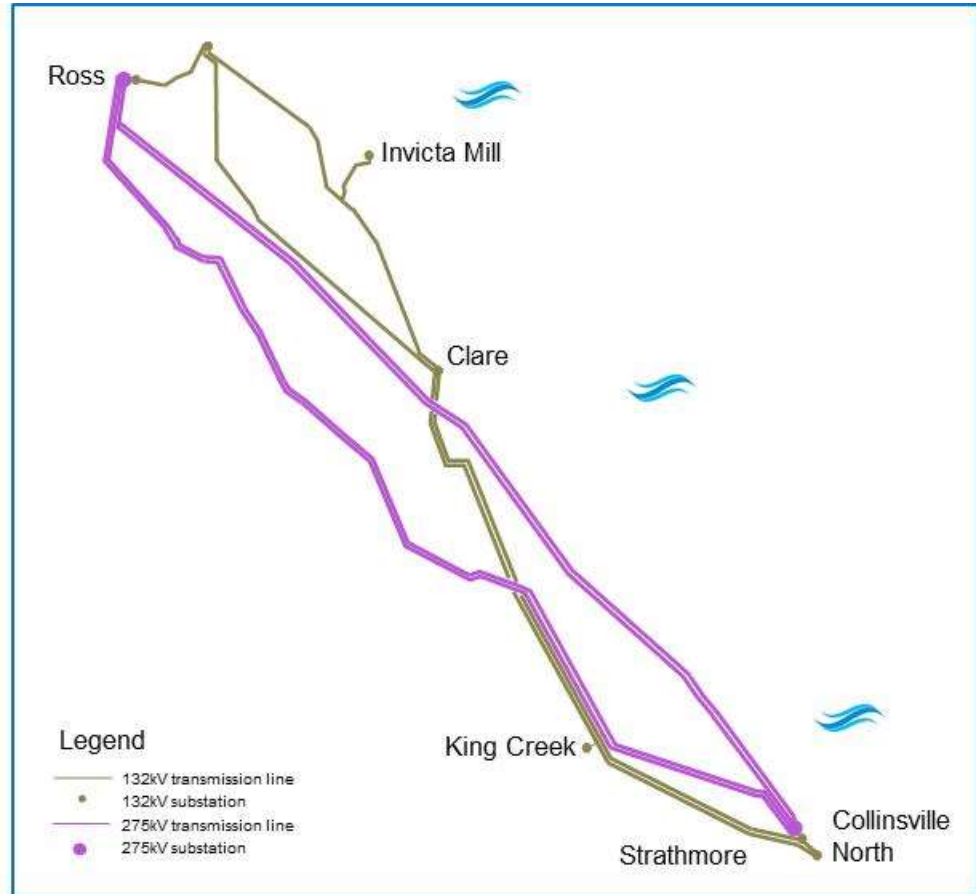 Ross
Invicta Mill
Clare
King Creek
Collinsville
North
Strathmore
Legend
132kV transmission line
132kV substation
275kV transmission line
275kV substation